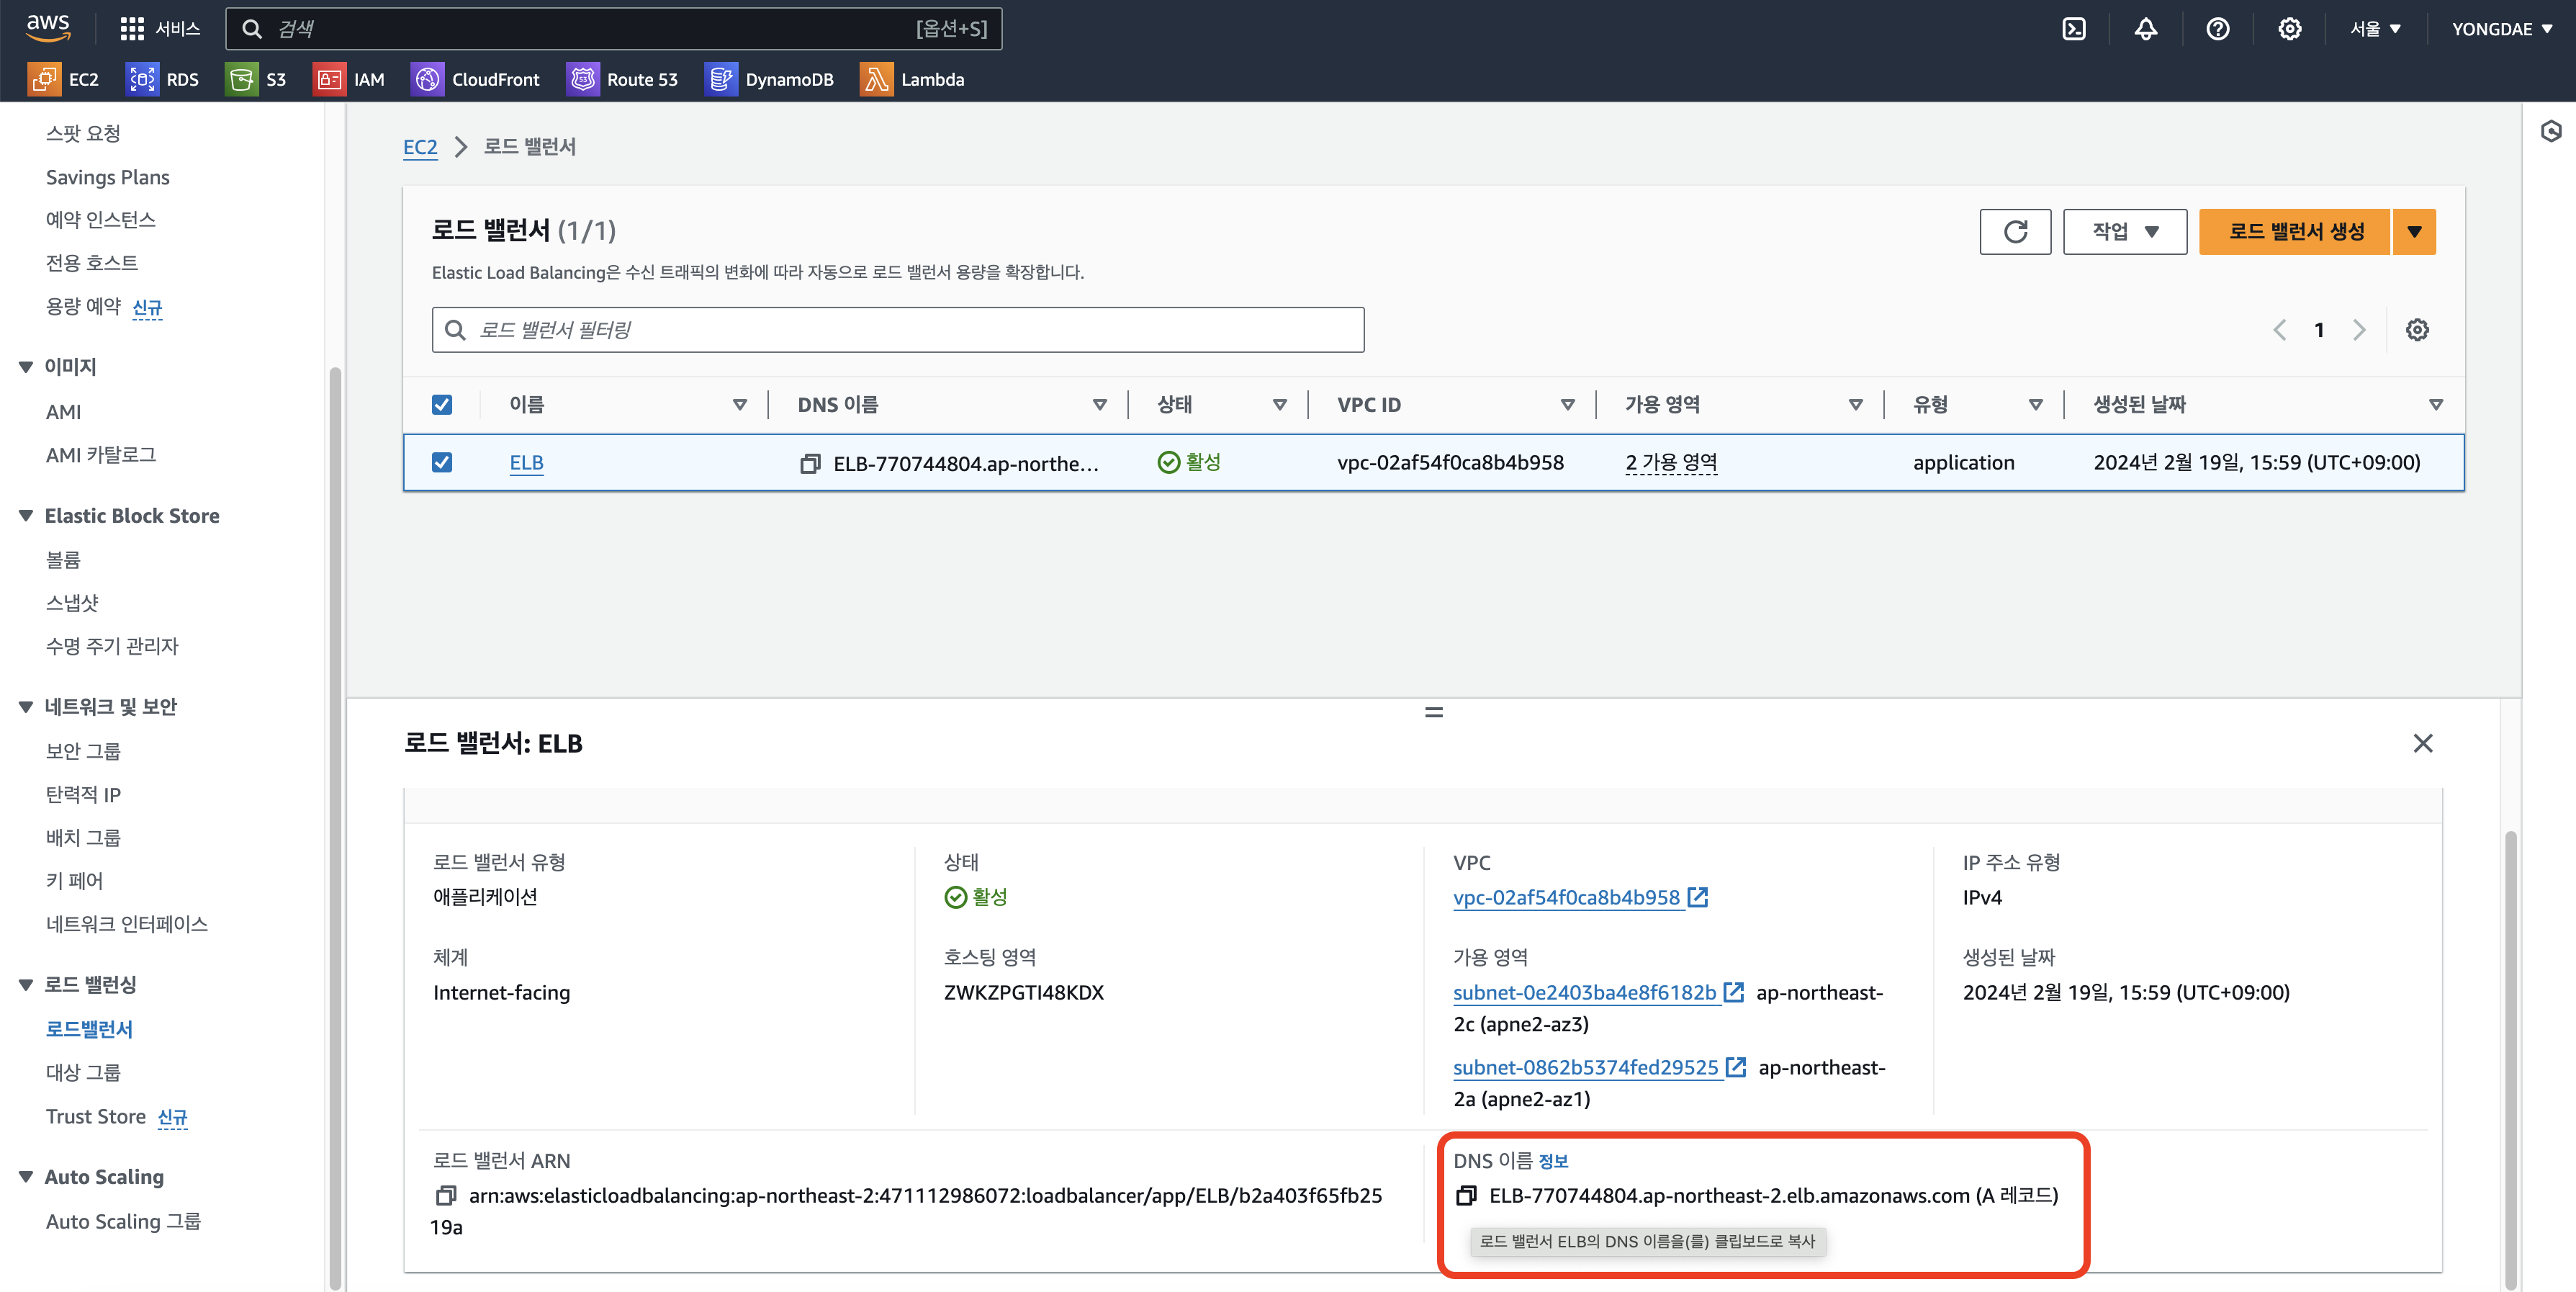 aws
서비스
검색
[옵션+S]
서울
YONGDAE
EC2
RDS
S3
IAM
CloudFront
Route 53
DynamoDB
Lambda
스팟 요청
Savings Plans
예약 인스턴스
전용 호스트
용량 예약 신규
이미지
AMI
AMI 카탈로그
Elastic Block Store
볼륨
스냅샷
수명 주기 관리자
네트워크 및 보안
보안 그룹
탄력적 IP
배치 그룹
키 페어
네트워크 인터페이스
로드 밸런싱
로드밸런서
대상 그룹
Trust Store 신규
Auto Scaling
Auto Scaling 그룹
EC2
로드 밸런서
로드 밸런서 (1/1)
작업
로드 밸런서 생성
Elastic Load Balancing은 수신 트래픽의 변화에 따라 자동으로 로드 밸런서 용량을 확장합니다.
로드 밸런서 필터링
1
이름
DNS 이름
상태
VPC ID
가용 영역
유형
생성된 날짜
ELB
ELB-770744804.ap-northe...
활성
vpc-02af54f0ca8b4b958
2 가용 영역
application
2024년 2월 19일, 15:59 (UTC+09:00)
로드 밸런서: ELB
로드 밸런서 유형
애플리케이션
상태
활성
VPC
vpc-02af54f0ca8b4b958
IP 주소 유형
IPv4
체계
Internet-facing
호스팅 영역
ZWKZPGTI48KDX
가용 영역
subnet-0e2403ba4e8f6182b ap-northeast-
2c (apne2-az3)
subnet-0862b5374fed29525 ap-northeast-
2a (apne2-az1)
생성된 날짜
2024년 2월 19일, 15:59 (UTC+09:00)
로드 밸런서 ARN
arn:aws:elasticloadbalancing:ap-northeast-2:471112986072:loadbalancer/app/ELB/b2a403f65fb25
19a
DNS 이름 정보
ELB-770744804.ap-northeast-2.elb.amazonaws.com (A 레코드)
로드 밸런서 ELB의 DNS 이름을(를) 클립보드로 복사